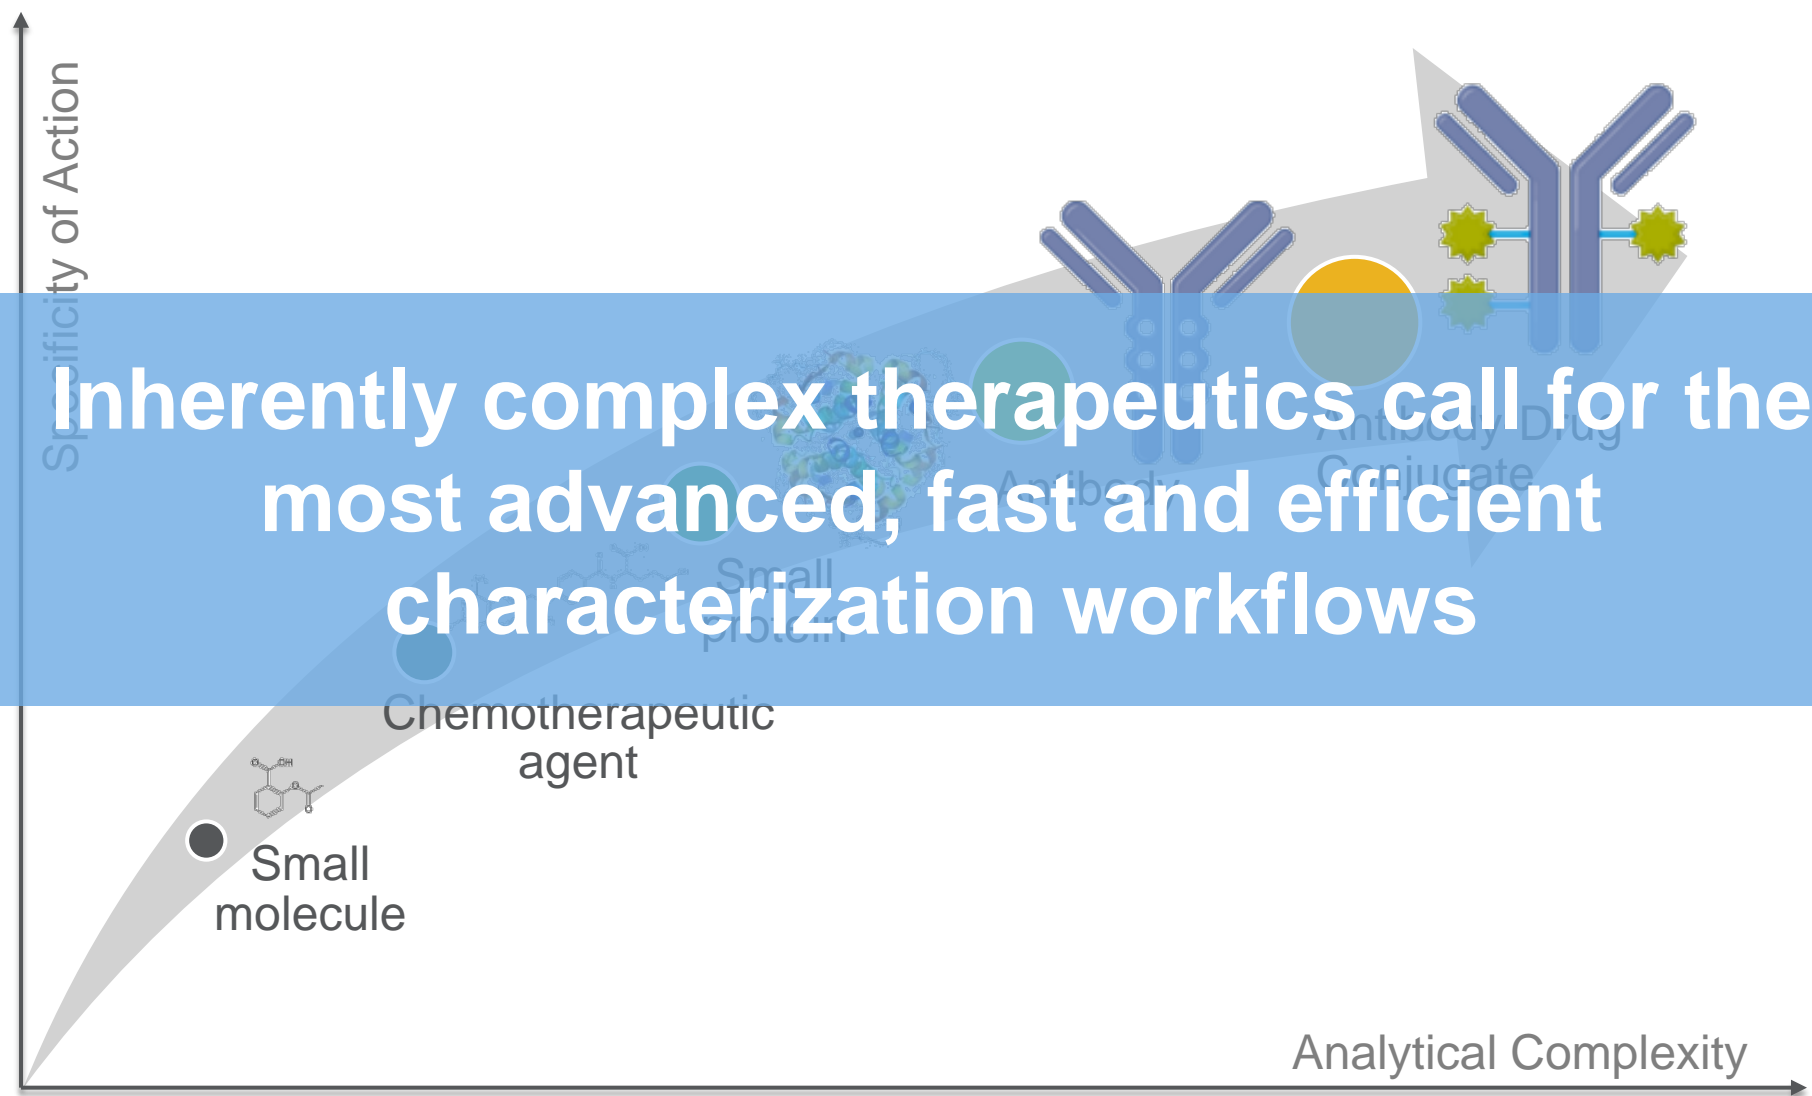 Specificity of Action
Inherently complex therapeutics call for the
most advanced, fast and efficient
characterization workflows
Antibody Drug
Conjugate
Antibody
Small
protein
Chemotherapeutic
agent
Small
molecule
Analytical Complexity